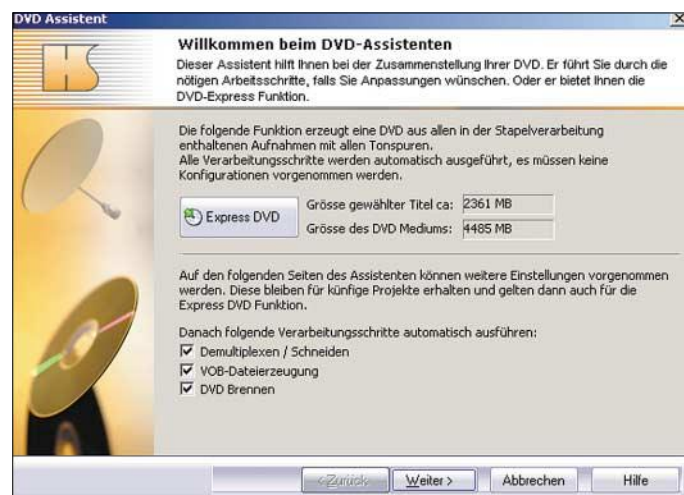 DVD Assistent
Willkommen beim DVD-Assistenten
Dieser Assistent hilft Ihnen bei der Zusammenstellung Ihrer DVD. Er führt Sie durch die
nötigen Arbeitsschritte, falls Sie Anpassungen wünschen. Oder er bietet Ihnen die
DVD-Express Funktion.
Die folgende Funktion erzeugt eine DVD aus allen in der Stapelverarbeitung
enthaltenen Aufnahmen mit allen Tonspuren.
Alle Verarbeitungsschritte werden automatisch ausgeführt, es müssen keine
Konfigurationen vorgenommen werden.
Express DVD
Grösse gewählter Titel ca: 2361 MB
Grösse des DVD Mediums: 4485 MB
Auf den folgenden Seiten des Assistenten können weitere Einstellungen vorgenommen
werden. Diese bleiben für künfige Projekte erhalten und gelten dann auch für die
Express DVD Funktion.
Danach folgende Verarbeitungsschritte automatisch ausführen:
Demultiplexen / Schneiden
VOB-Dateierzeugung
DVD Brennen
< Zurück Weiter > Abbrechen Hilfe